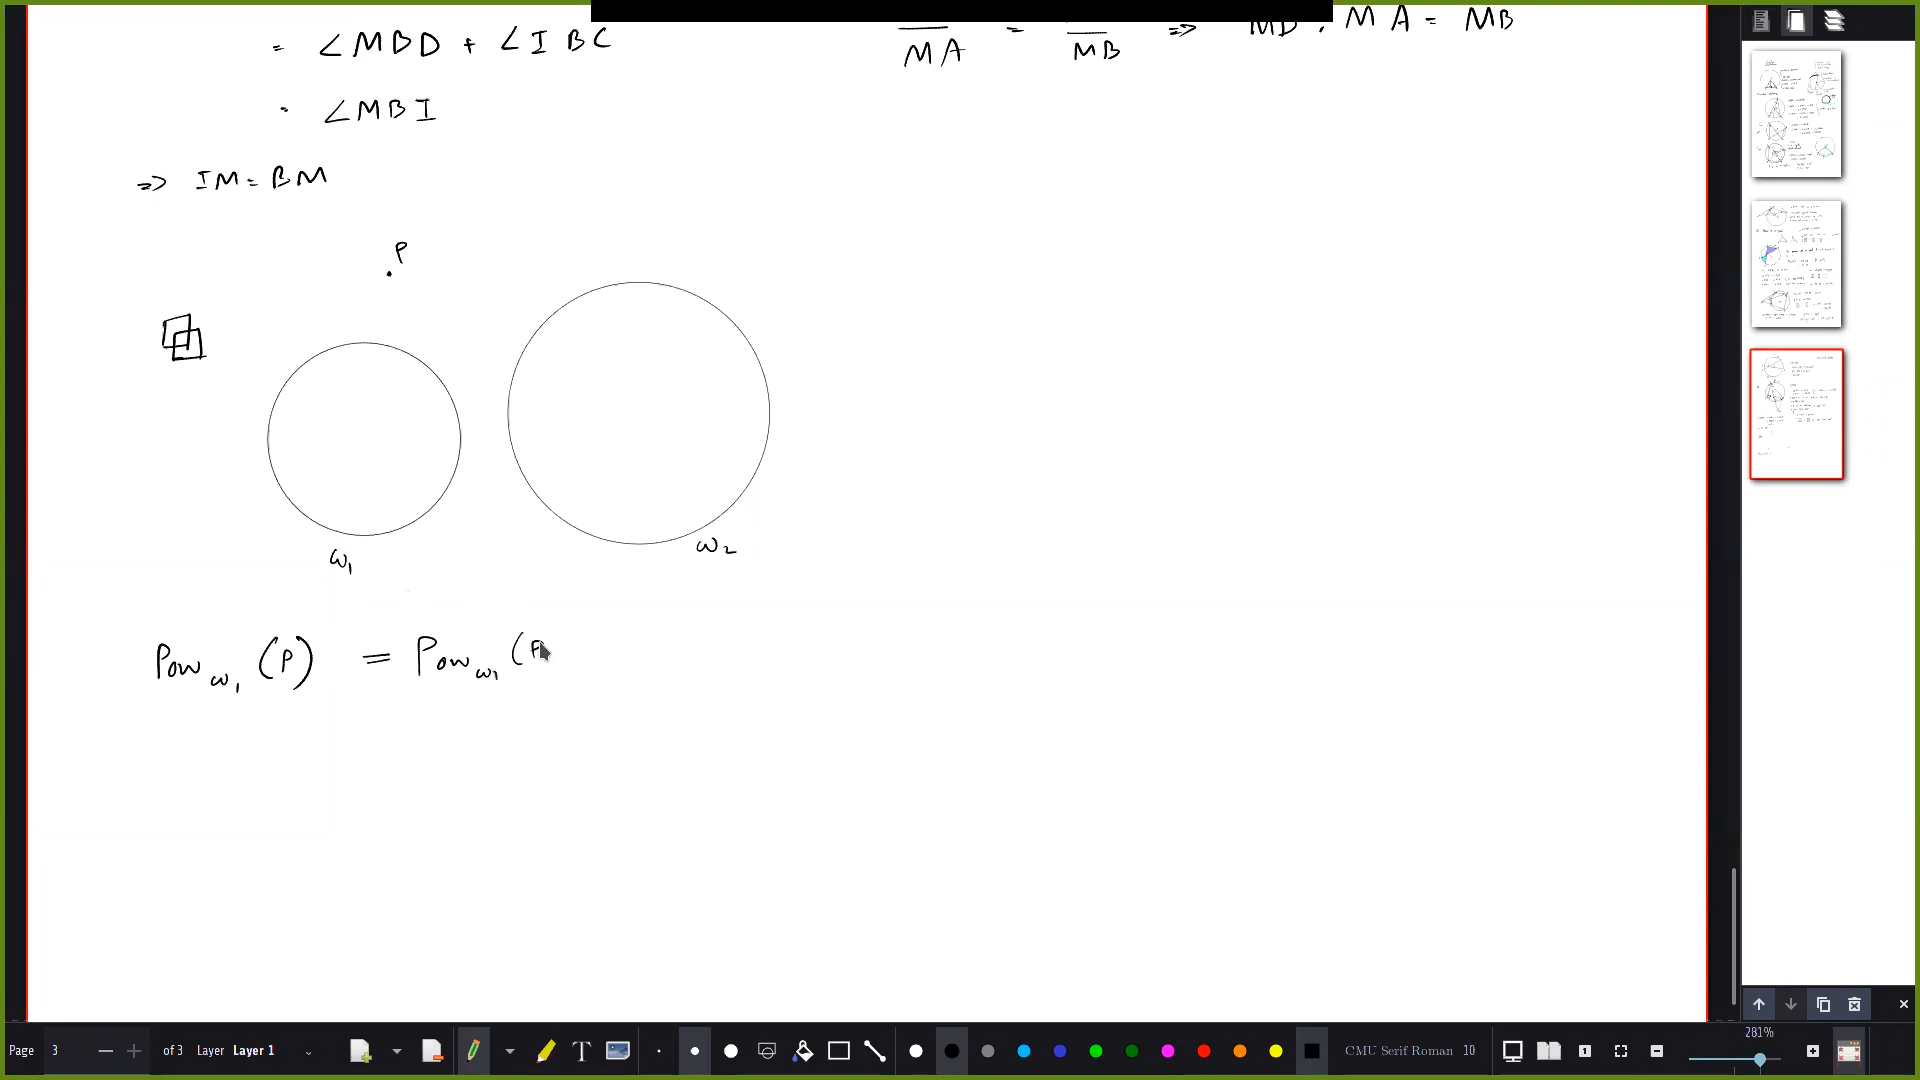 = ∠MBD + ∠IBC
= ∠MBI
MA = MB ⇒ MD . MA = MB
⇒ IM = BM
P
ω1
ω2
Pow ω1 (P) = Pow ω1 (P
Page 3 of 3 Layer Layer 1
CMU Serif Roman 10
281%